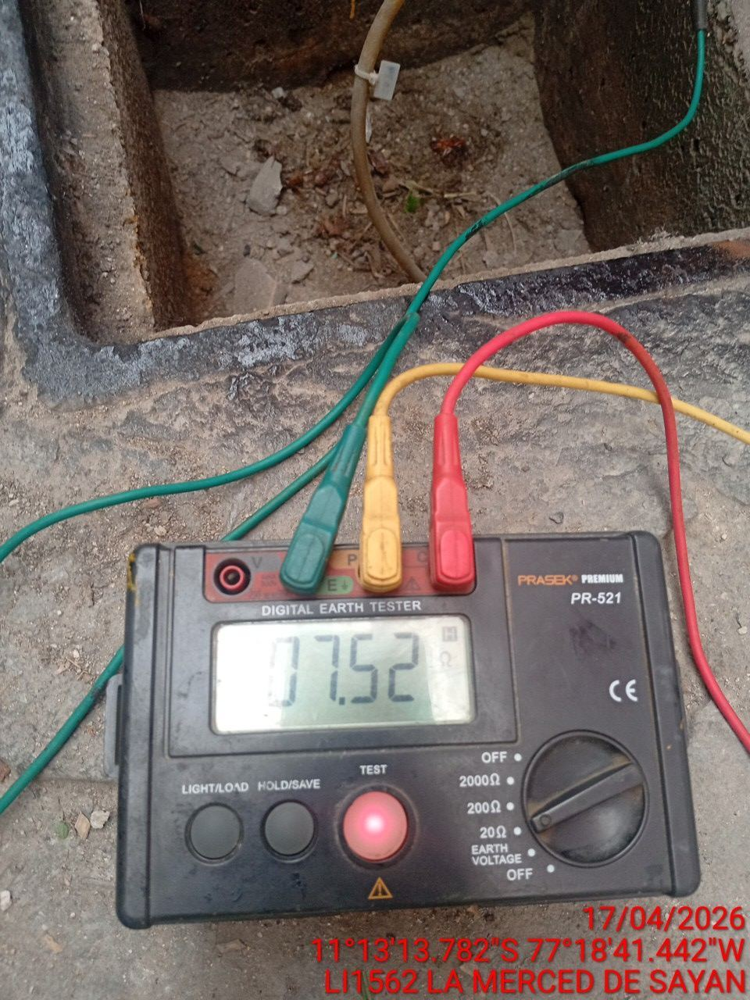 V
P
C
E
DIGITAL EARTH TESTER
PRASEK® PREMIUM
PR-521
H
07.52
Ω
CE
LIGHT/LOAD
HOLD/SAVE
TEST
OFF
2000Ω
200Ω
20Ω
EARTH
VOLTAGE
OFF
17/04/2026
11°13'13.782"S 77°18'41.442"W
LI1562 LA MERCED DE SAYAN